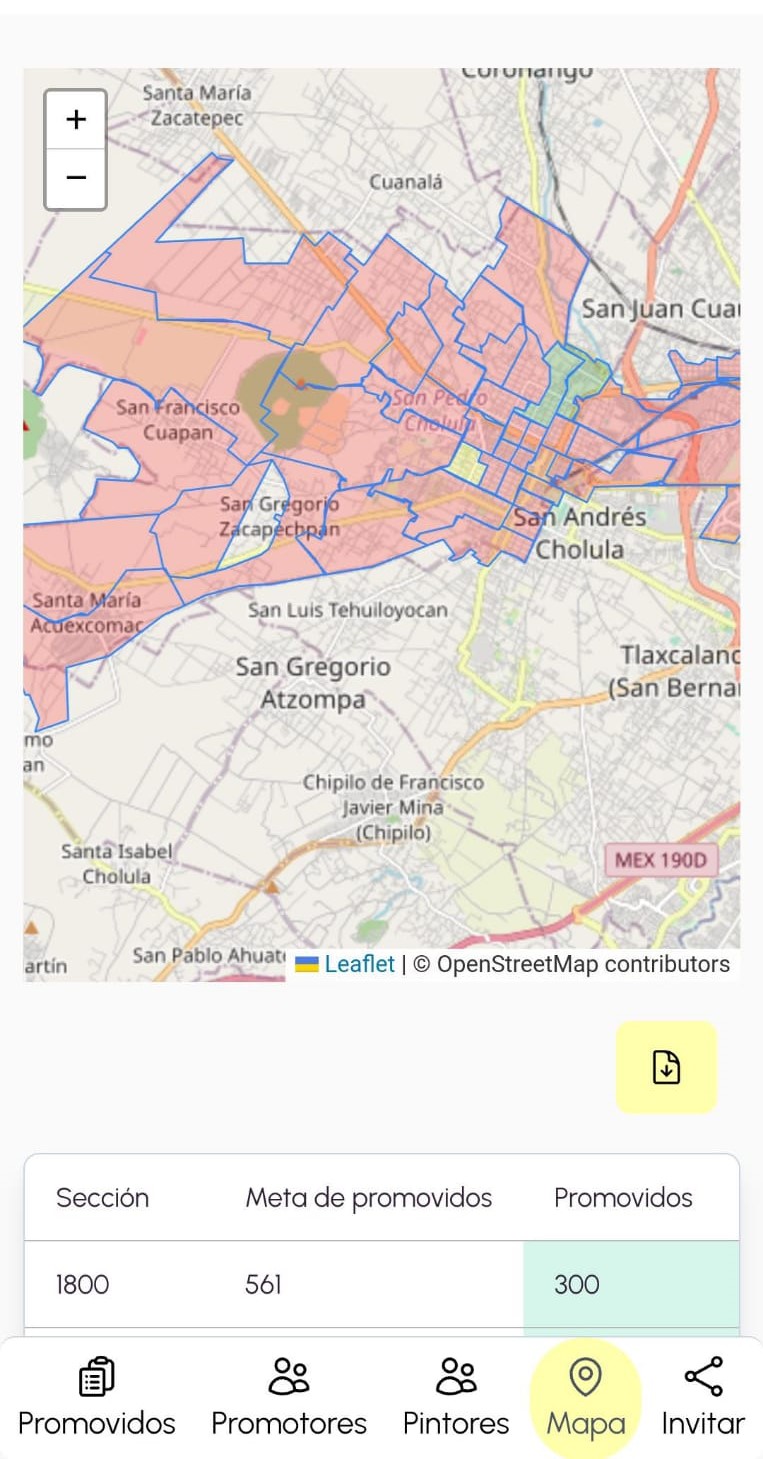 Coronango
Santa María
Zacatepec
+
−
Cuanalá
San Juan Cua
San Francisco
Cuapan
San Pedro
Cholula
San Gregorio
Zacapechpan
San Andrés
Cholula
Santa María
Acuexcomac
San Luis Tehuiloyocan
San Gregorio
Atzompa
Tlaxcalanc
(San Berna
mo
an
Chipilo de Francisco
Javier Mina
(Chipilo)
Santa Isabel
Cholula
MEX 190D
artín
San Pablo Ahuat
Leaflet | © OpenStreetMap contributors
Sección Meta de promovidos Promovidos
1800 561 300
Promovidos Promotores Pintores Mapa Invitar